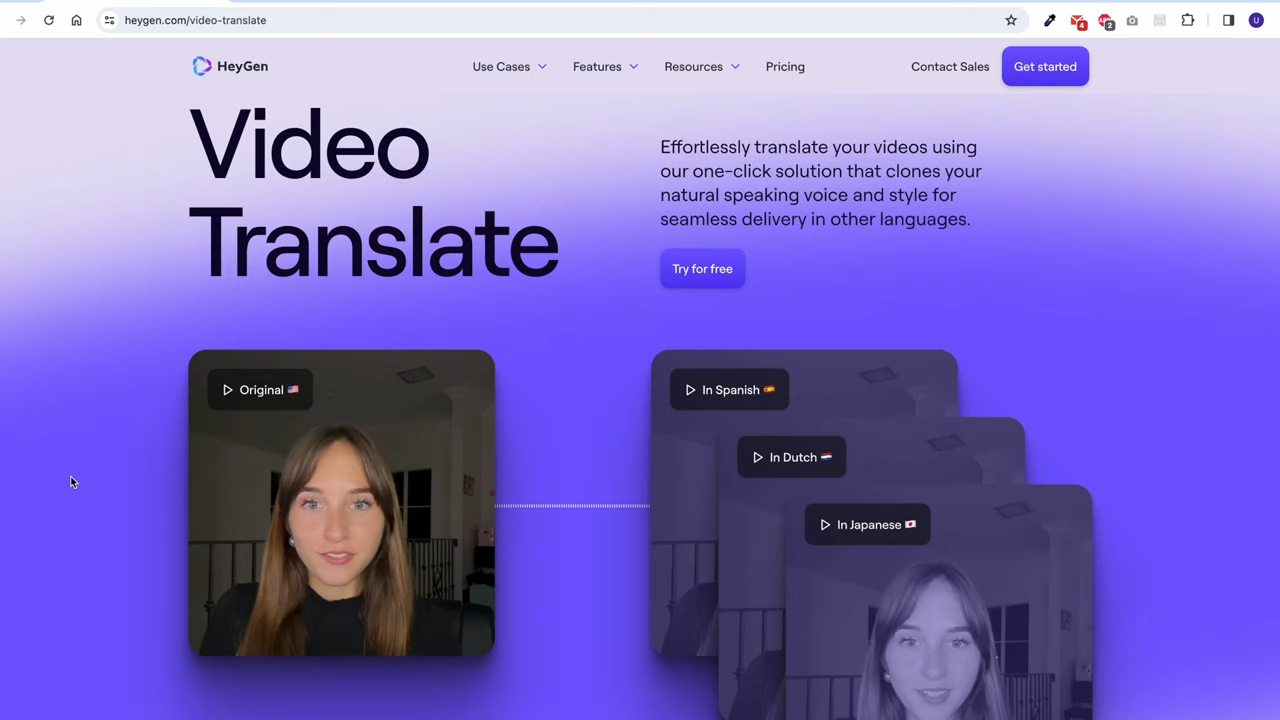 heygen.com/video-translate
4
2
U
HeyGen
Use Cases
Features
Resources
Pricing
Contact Sales
Get started
Video
Translate
Effortlessly translate your videos using
our one-click solution that clones your
natural speaking voice and style for
seamless delivery in other languages.
Try for free
Original
In Spanish
In Dutch
In Japanese